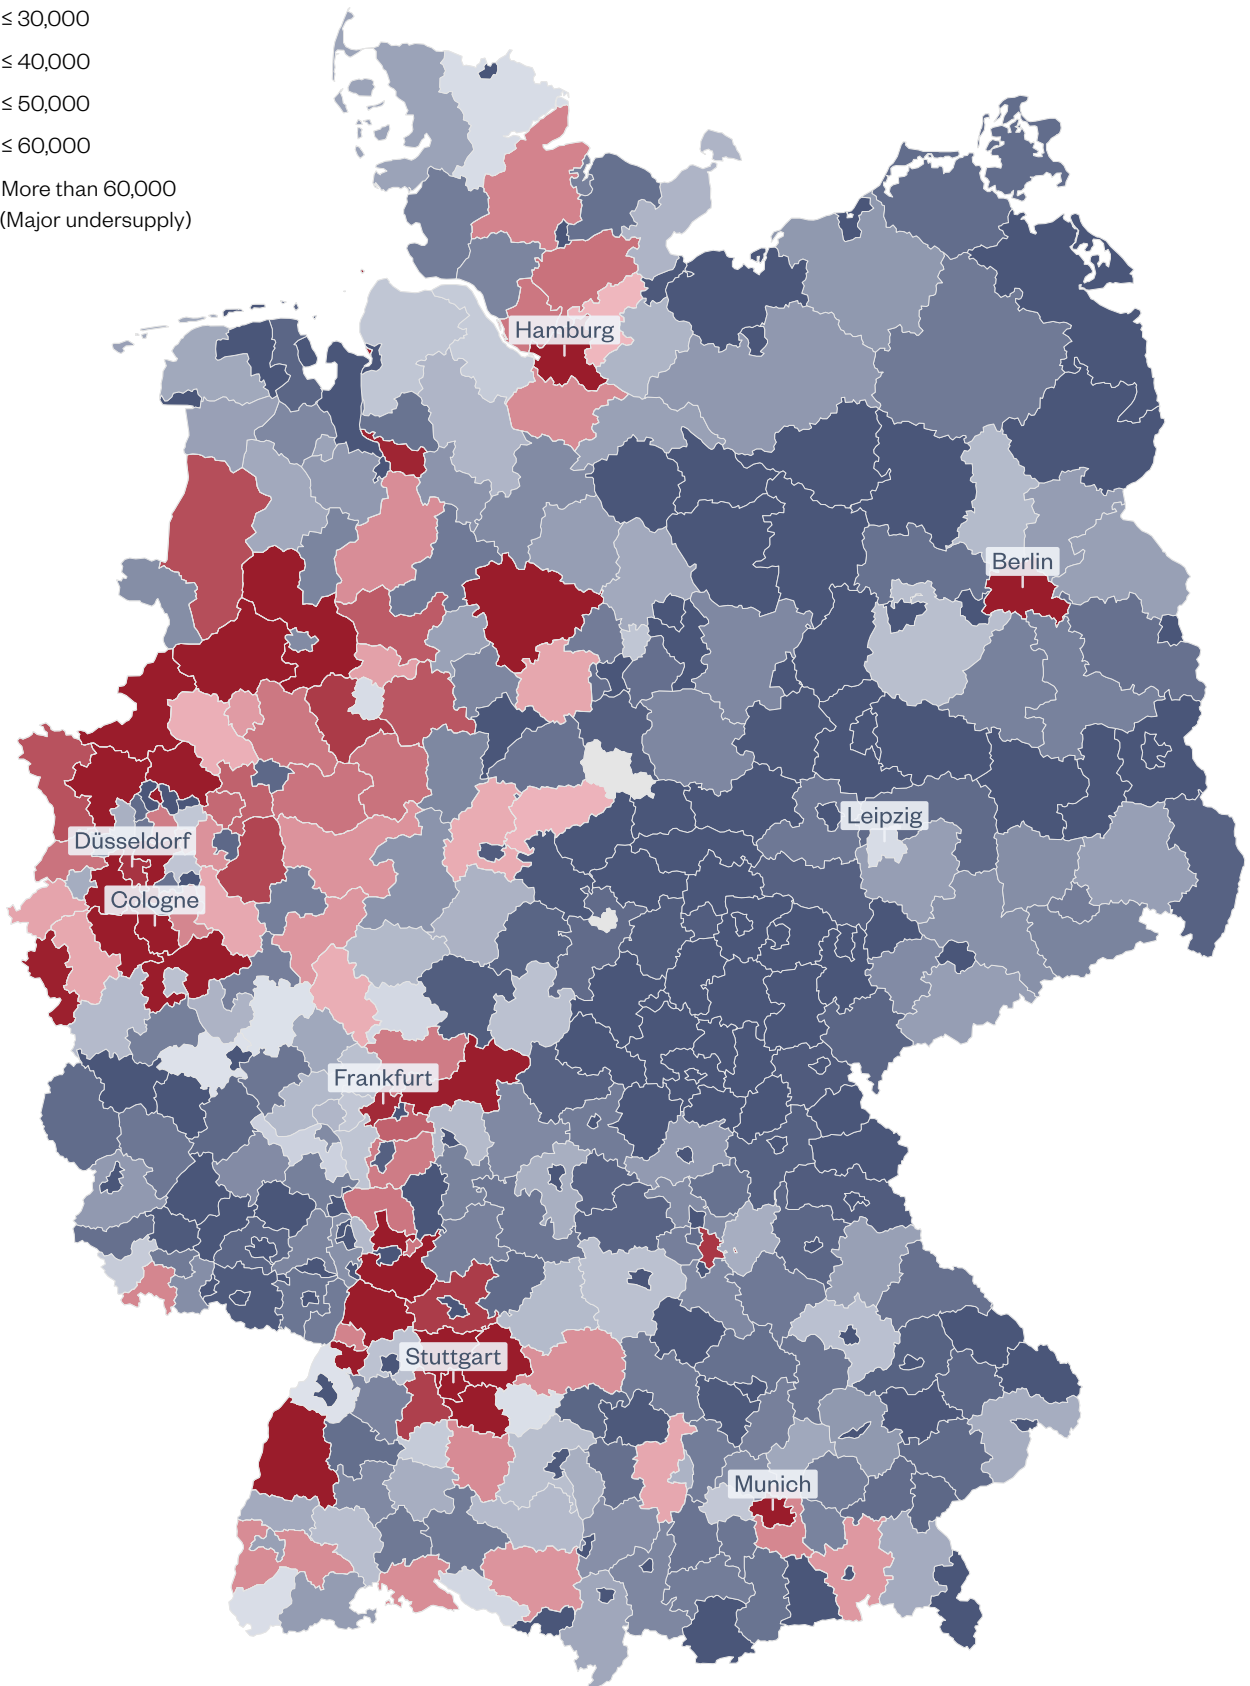 ≤ 30,000
≤ 40,000
≤ 50,000
≤ 60,000
More than 60,000
(Major undersupply)
Hamburg
Berlin
Leipzig
Düsseldorf
Cologne
Frankfurt
Stuttgart
Munich